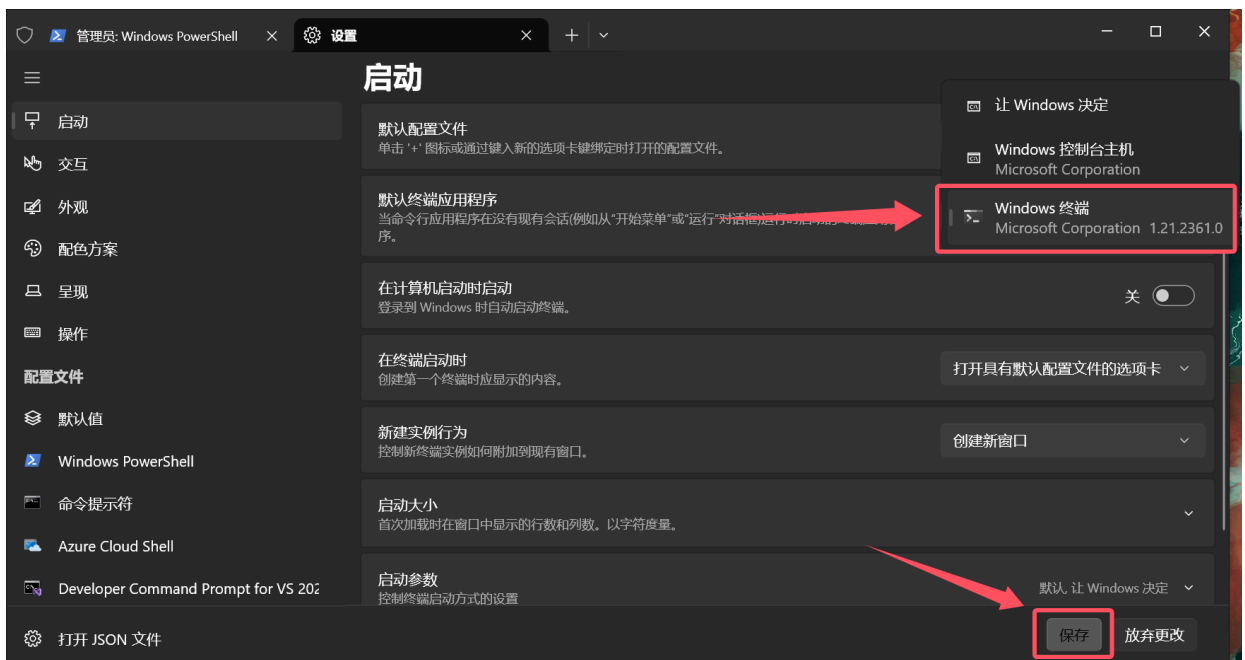 管理员: Windows PowerShell
设置
启动
交互
外观
配色方案
呈现
操作
配置文件
默认值
Windows PowerShell
命令提示符
Azure Cloud Shell
Developer Command Prompt for VS 202
打开 JSON 文件
启动
默认配置文件
单击 '+' 图标或通过键入新的选项卡键绑定时打开的配置文件。
默认终端应用程序
当命令行应用程序在没有现有会话(例如从“开始菜单”或“运行”对话框)运行时启动的
序。
让 Windows 决定
Windows 控制台主机
Microsoft Corporation
Windows 终端
Microsoft Corporation 1.21.2361.0
在计算机启动时启动
登录到 Windows 时自动启动终端。
关
在终端启动时
创建第一个终端时应显示的内容。
打开具有默认配置文件的选项卡
新建实例行为
控制新终端实例如何附加到现有窗口。
创建新窗口
启动大小
首次加载时在窗口中显示的行数和列数。以字符度量。
启动参数
控制终端启动方式的设置
默认, 让 Windows 决定
保存
放弃更改